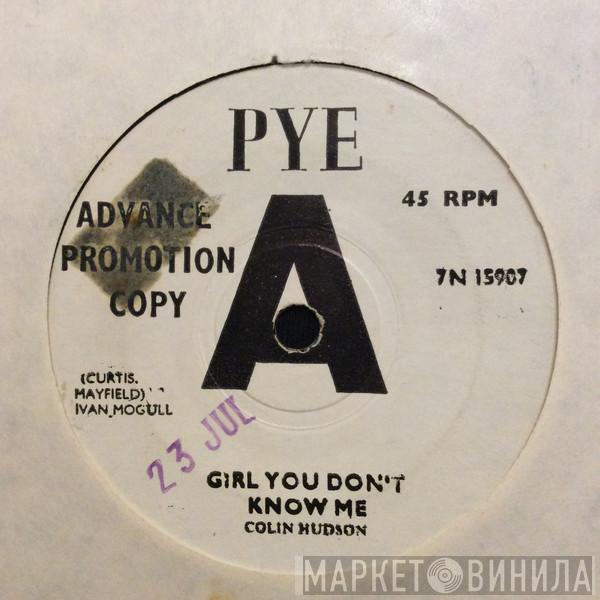 PYE
A
45 RPM
ADVANCE
PROMOTION
COPY
7N 15907
(CURTIS.
MAYFIELD)
IVAN MOGULL
23 JUL
GIRL YOU DON'T
KNOW ME
COLIN HUDSON
МАРКЕТ ВИНИЛА